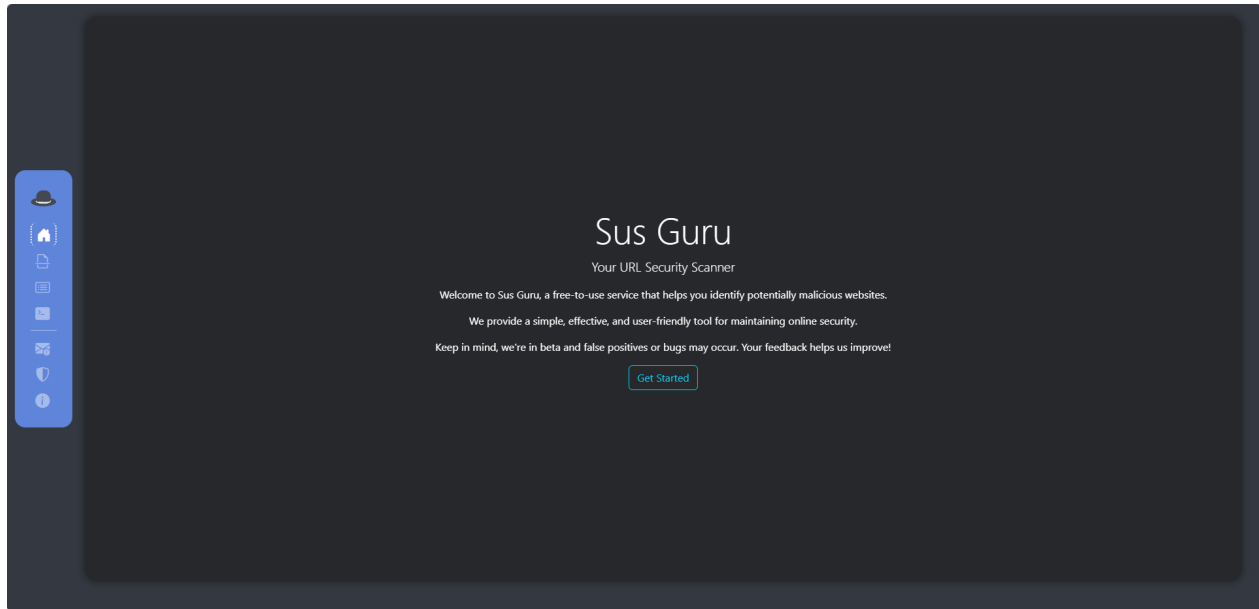 Sus Guru
Your URL Security Scanner
Welcome to Sus Guru, a free-to-use service that helps you identify potentially malicious websites.
We provide a simple, effective, and user-friendly tool for maintaining online security.
Keep in mind, we're in beta and false positives or bugs may occur. Your feedback helps us improve!
Get Started